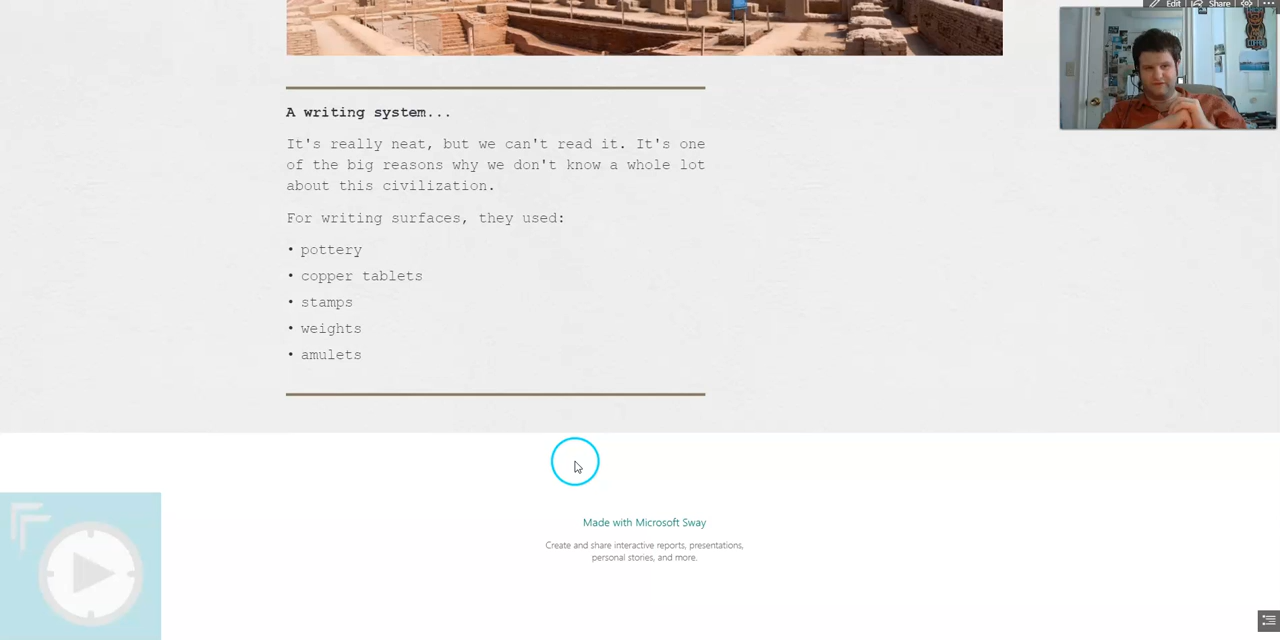 Edit Share
A writing system...
It's really neat, but we can't read it. It's one
of the big reasons why we don't know a whole lot
about this civilization.
For writing surfaces, they used:
• pottery
• copper tablets
• stamps
• weights
• amulets
Made with Microsoft Sway
Create and share interactive reports, presentations,
personal stories, and more.